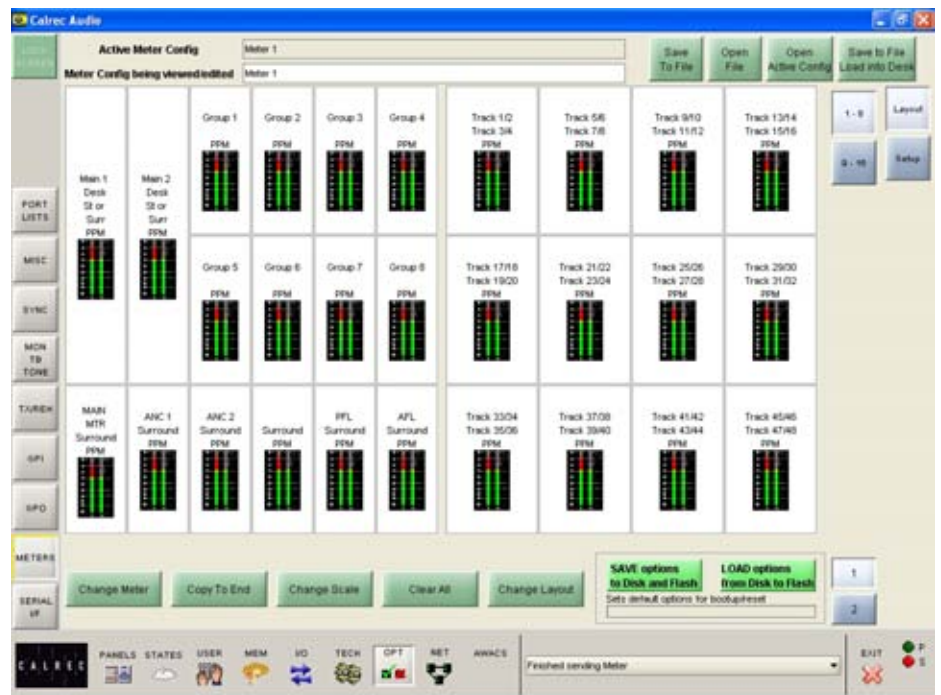 Calrec Audio
Active Meter Config
Meter 1
Meter Config being viewed/edited
Meter 1
Save To File
Open File
Open Active Config
Save to File Load into Desk
1 - 8
Layout
9 - 16
Setup
PORT LISTS
MISC
SYNC
MON TB TONE
TX/REH
GPI
GPO
METERS
SERIAL I/F
Main 1 Desk St or Surr PPM
Main 2 Desk St or Surr PPM
Group 1 PPM
Group 2 PPM
Group 3 PPM
Group 4 PPM
Track 1/2 Track 3/4 PPM
Track 5/6 Track 7/8 PPM
Track 9/10 Track 11/12 PPM
Track 13/14 Track 15/16 PPM
Group 5 PPM
Group 6 PPM
Group 7 PPM
Group 8 PPM
Track 17/18 Track 19/20 PPM
Track 21/22 Track 23/24 PPM
Track 25/26 Track 27/28 PPM
Track 29/30 Track 31/32 PPM
MAIN MTR Surround PPM
ANC 1 Surround PPM
ANC 2 Surround PPM
Surround PPM
PFL Surround PPM
AFL Surround PPM
Track 33/34 Track 35/36 PPM
Track 37/38 Track 39/40 PPM
Track 41/42 Track 43/44 PPM
Track 45/46 Track 47/48 PPM
Change Meter
Copy To End
Change Scale
Clear All
Change Layout
SAVE options to Disk and Flash
LOAD options from Disk to Flash
Sets default options for bootup/reset
1
2
CALREC
PANELS
STATES
USER
MEM
I/O
TECH
OPT
NET
AWACS
Finished sending Meter
EXIT
P
S